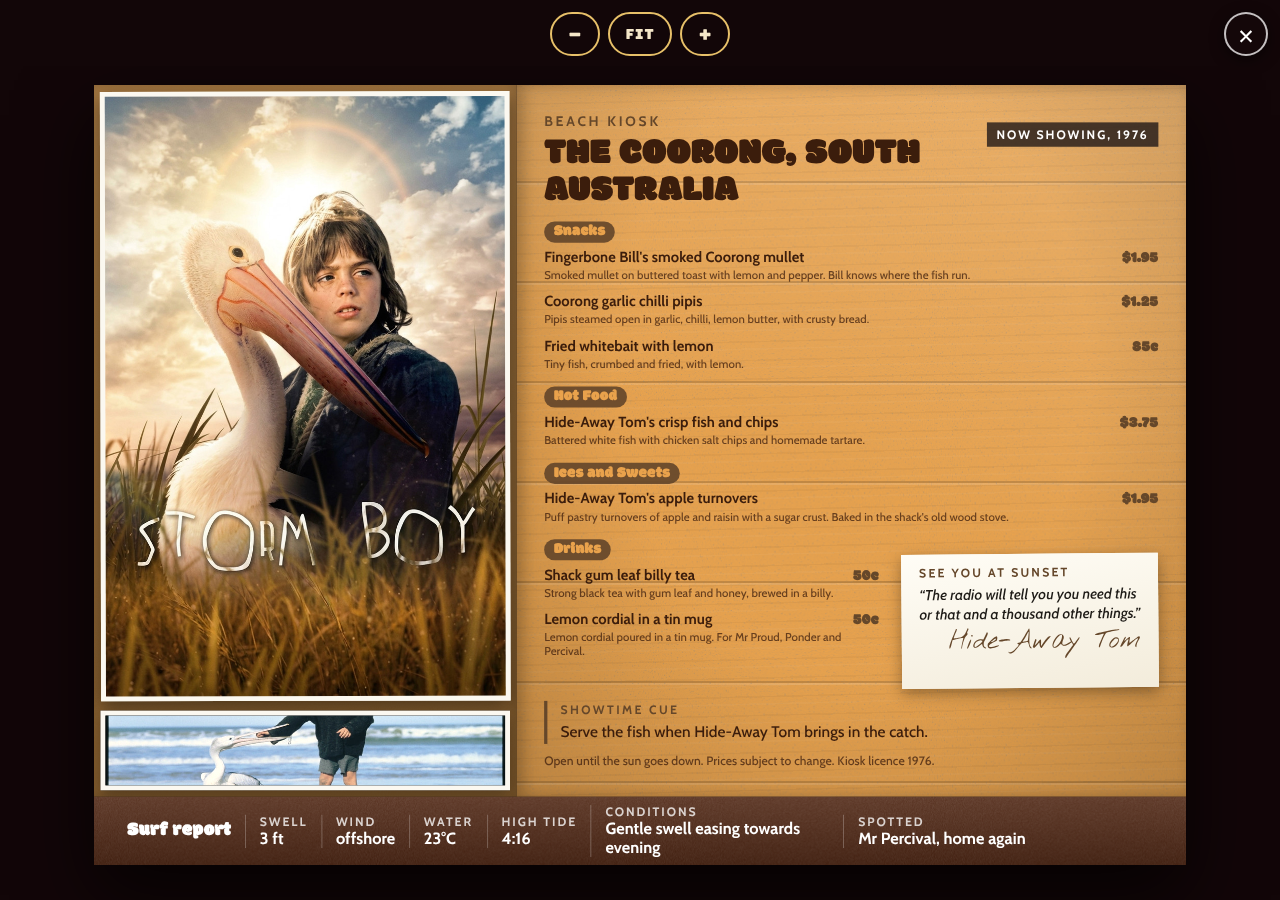 −
FIT
+
×
STORM BOY
BEACH KIOSK
THE COORONG, SOUTH
AUSTRALIA
NOW SHOWING, 1976
Snacks
Fingerbone Bill's smoked Coorong mullet $1.95
Smoked mullet on buttered toast with lemon and pepper. Bill knows where the fish run.
Coorong garlic chilli pipis $1.25
Pipis steamed open in garlic, chilli, lemon butter, with crusty bread.
Fried whitebait with lemon 85c
Tiny fish, crumbed and fried, with lemon.
Hot Food
Hide-Away Tom's crisp fish and chips $3.75
Battered white fish with chicken salt chips and homemade tartare.
Ices and Sweets
Hide-Away Tom's apple turnovers $1.95
Puff pastry turnovers of apple and raisin with a sugar crust. Baked in the shack's old wood stove.
Drinks
Shack gum leaf billy tea 50c
Strong black tea with gum leaf and honey, brewed in a billy.
Lemon cordial in a tin mug 50c
Lemon cordial poured in a tin mug. For Mr Proud, Ponder and
Percival.
SEE YOU AT SUNSET
“The radio will tell you you need this
or that and a thousand other things.”
Hide-Away Tom
SHOWTIME CUE
Serve the fish when Hide-Away Tom brings in the catch.
Open until the sun goes down. Prices subject to change. Kiosk licence 1976.
Surf report
SWELL
3 ft
WIND
offshore
WATER
23°C
HIGH TIDE
4:16
CONDITIONS
Gentle swell easing towards
evening
SPOTTED
Mr Percival, home again